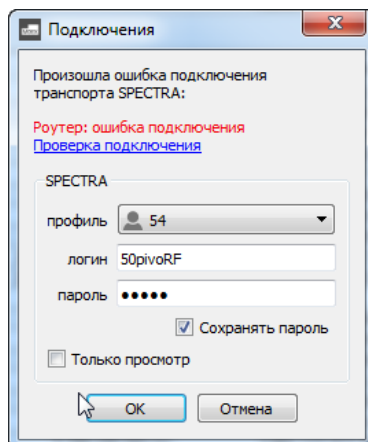 Подключения
Произошла ошибка подключения
транспорта SPECTRA:
Роутер: ошибка подключения
Проверка подключения
SPECTRA
профиль 54
логин 50pivoRF
пароль •••••
Сохранять пароль
Только просмотр
OK Отмена